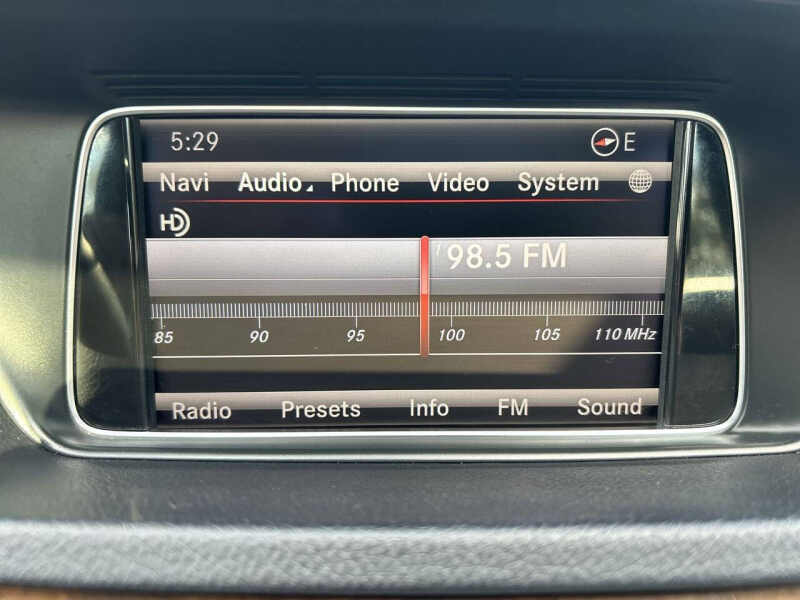 5:29 E
Navi Audio Phone Video System
HD
98.5 FM
85 90 95 100 105 110 MHz
Radio Presets Info FM Sound